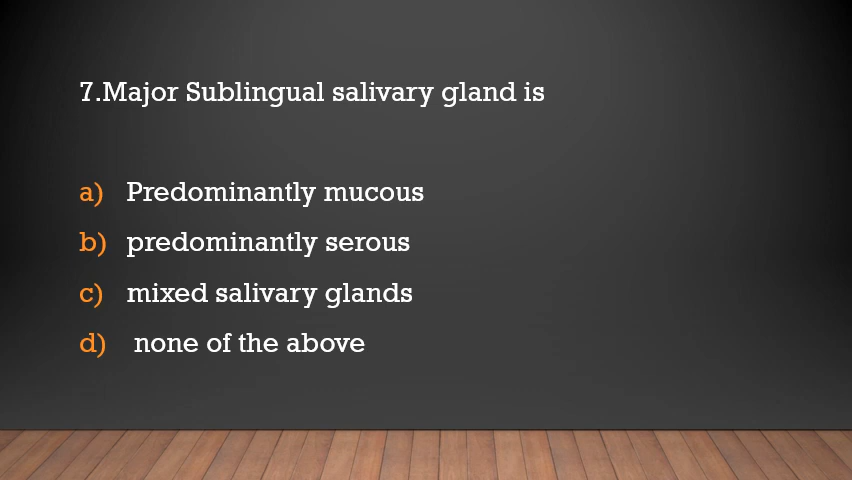 7.Major Sublingual salivary gland is
a) Predominantly mucous
b) predominantly serous
c) mixed salivary glands
d) none of the above